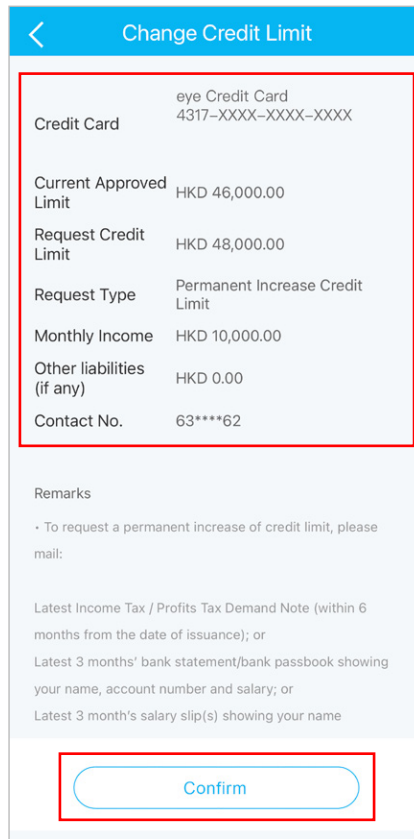 Change Credit Limit
Credit Card
eye Credit Card
4317-XXXX-XXXX-XXXX
Current Approved
Limit
HKD 46,000.00
Request Credit
Limit
HKD 48,000.00
Request Type
Permanent Increase Credit
Limit
Monthly Income HKD 10,000.00
Other liabilities
(if any)
HKD 0.00
Contact No. 63****62
Remarks
• To request a permanent increase of credit limit, please
mail:
Latest Income Tax / Profits Tax Demand Note (within 6
months from the date of issuance); or
Latest 3 months' bank statement/bank passbook showing
your name, account number and salary; or
Latest 3 month's salary slip(s) showing your name
Confirm